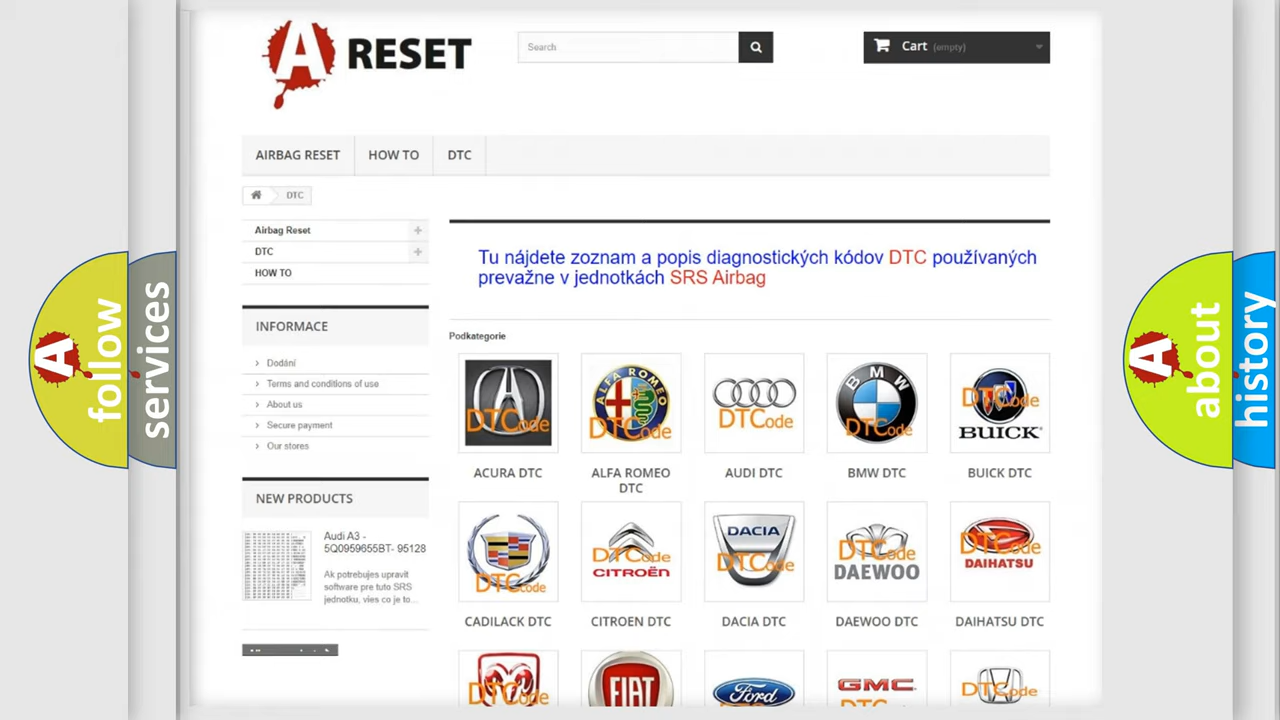 A RESET
Search
Cart (empty)
AIRBAG RESET
HOW TO
DTC
DTC
Airbag Reset
DTC
HOW TO
Tu nájdete zoznam a popis diagnostických kódov DTC používaných
prevažne v jednotkách SRS Airbag
INFORMACE
Podkategorie
Dodání
Terms and conditions of use
About us
Secure payment
Our stores
DTCode
ALFA ROMEO
DTCode
DTCode
BMW
DTCode
DTCode
BUICK
ACURA DTC
ALFA ROMEO
DTC
AUDI DTC
BMW DTC
BUICK DTC
NEW PRODUCTS
Audi A3 -
5Q0959655BT- 95128
Ak potrebujes upravit
software pre tuto SRS
jednotku, vies co je to...
DTCode
DTCode
CITROËN
DACIA
DTCode
DTCode
DAEWOO
DTCode
DAIHATSU
CADILACK DTC
CITROEN DTC
DACIA DTC
DAEWOO DTC
DAIHATSU DTC
DTCode
FIAT
Ford
GMC
DTCode
A follow
services
A about
history